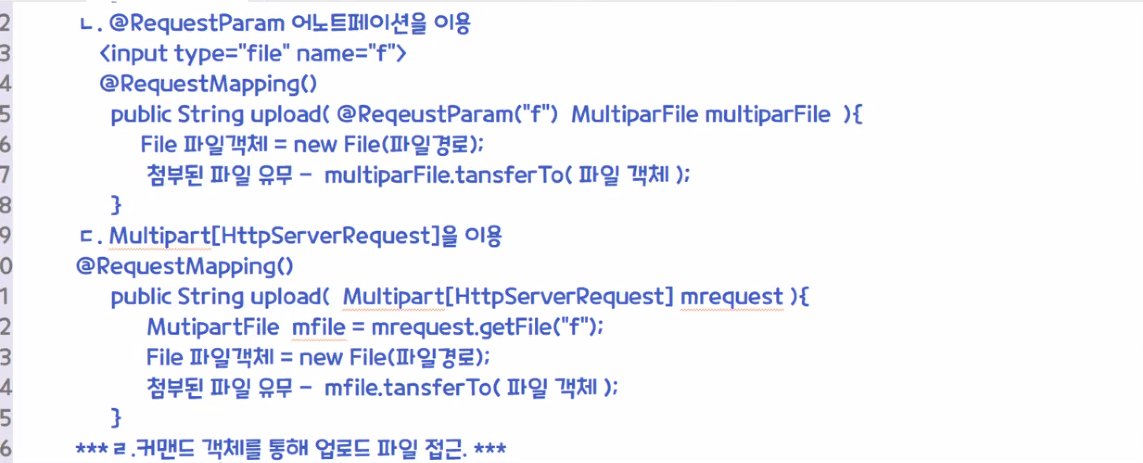 2 ㄴ. @RequestParam 어노트페이션을 이용
3 <input type="file" name="f">
4 @RequestMapping()
5 public String upload( @ReqeustParam("f") MultiparFile multiparFile ){
6 File 파일객체 = new File(파일경로);
7 첨부된 파일 유무 - multiparFile.tansferTo( 파일 객체 );
8 }
9 ㄷ. Multipart[HttpServerRequest]을 이용
0 @RequestMapping()
1 public String upload( Multipart[HttpServerRequest] mrequest ){
2 MutipartFile mfile = mrequest.getFile("f");
3 File 파일객체 = new File(파일경로);
4 첨부된 파일 유무 - mfile.tansferTo( 파일 객체 );
5 }
6 *** ㄹ.커맨드 객체를 통해 업로드 파일 접근. ***